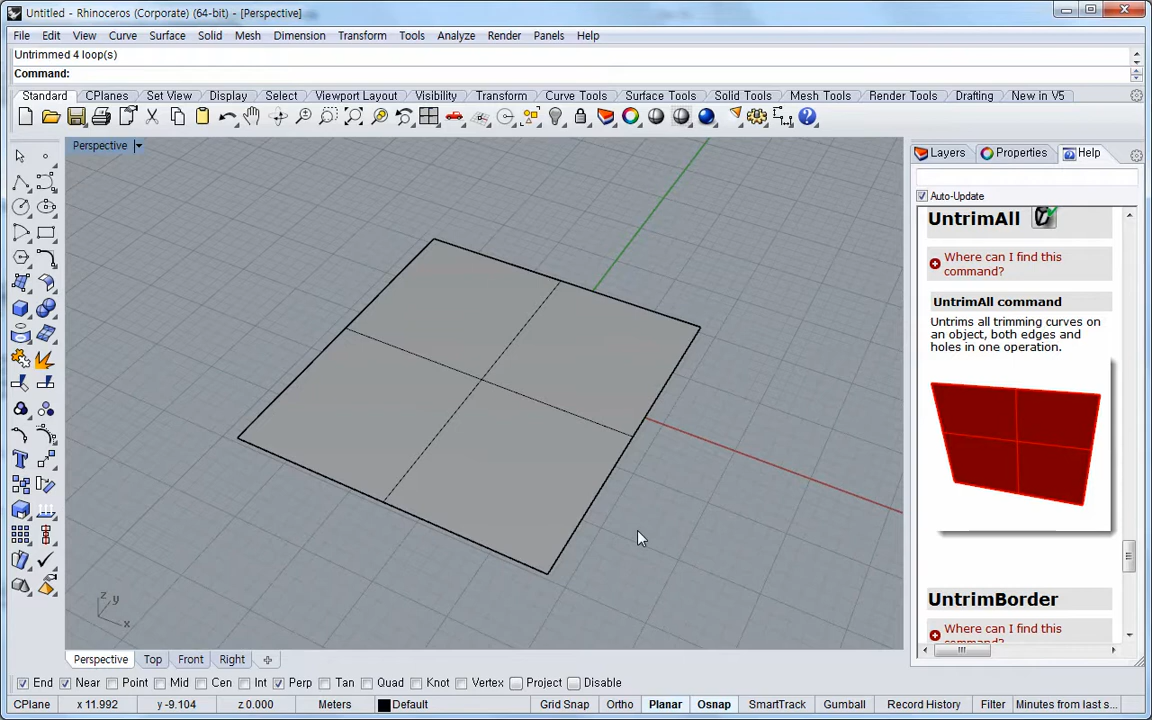 Untitled - Rhinoceros (Corporate) (64-bit) - [Perspective]
File Edit View Curve Surface Solid Mesh Dimension Transform Tools Analyze Render Panels Help
Untrimmed 4 loop(s)
Command:
Standard CPlanes Set View Display Select Viewport Layout Visibility Transform Curve Tools Surface Tools Solid Tools Mesh Tools Render Tools Drafting New in V5
Perspective
Layers Properties Help
Auto-Update
UntrimAll
Where can I find this
command?
UntrimAll command
Untrims all trimming curves on
an object, both edges and
holes in one operation.
UntrimBorder
Where can I find this
command?
z y
x
Perspective Top Front Right
End Near Point Mid Cen Int Perp Tan Quad Knot Vertex Project Disable
CPlane x 11.992 y -9.104 z 0.000 Meters Default Grid Snap Ortho Planar Osnap SmartTrack Gumball Record History Filter Minutes from last s...